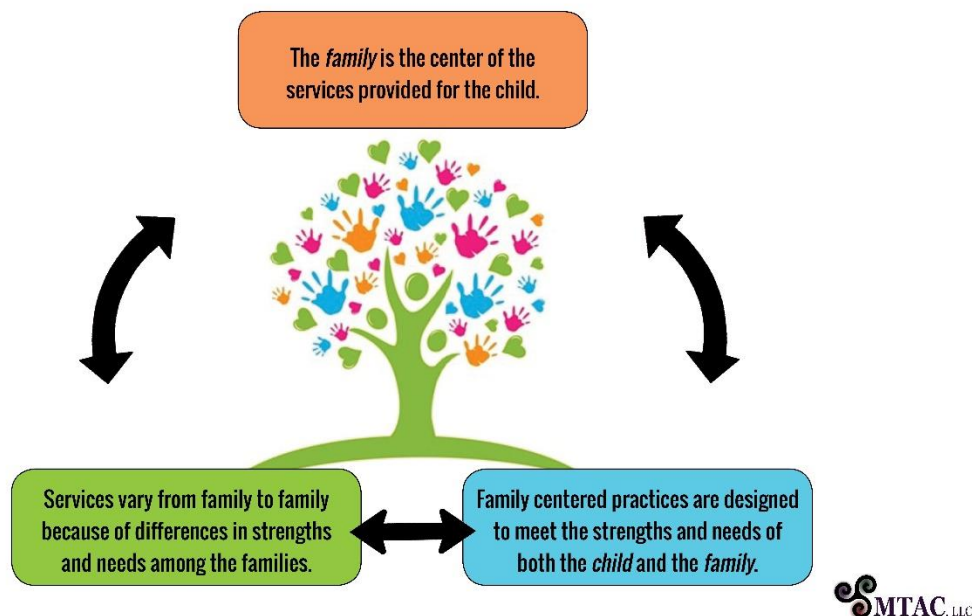 The family is the center of the
services provided for the child.
Services vary from family to family
because of differences in strengths
and needs among the families.
Family centered practices are designed
to meet the strengths and needs of
both the child and the family.
MTAC, LLC